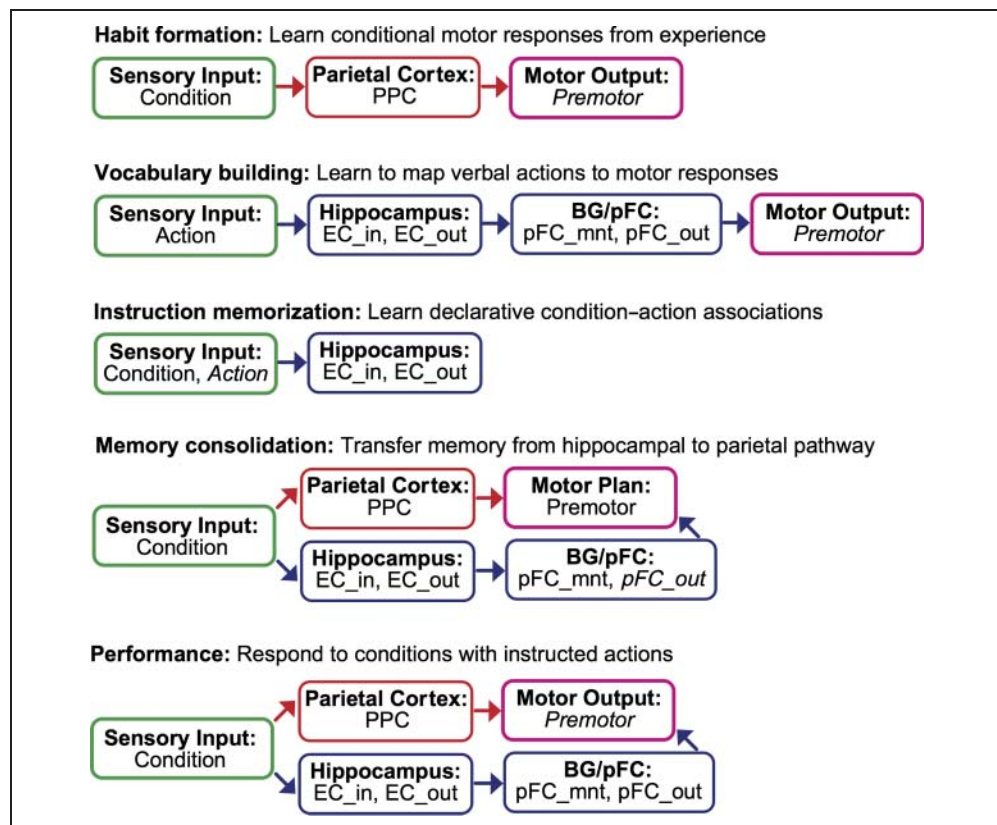 Habit formation: Learn conditional motor responses from experience
Sensory Input: Parietal Cortex: Motor Output:
Condition PPC Premotor
Vocabulary building: Learn to map verbal actions to motor responses
Sensory Input: Hippocampus: BG/pFC: Motor Output:
Action EC_in, EC_out pFC_mnt, pFC_out Premotor
Instruction memorization: Learn declarative condition–action associations
Sensory Input: Hippocampus:
Condition, Action EC_in, EC_out
Memory consolidation: Transfer memory from hippocampal to parietal pathway
Parietal Cortex: Motor Plan:
PPC Premotor
Sensory Input:
Condition
Hippocampus: BG/pFC:
EC_in, EC_out pFC_mnt, pFC_out
Performance: Respond to conditions with instructed actions
Parietal Cortex: Motor Output:
PPC Premotor
Sensory Input:
Condition
Hippocampus: BG/pFC:
EC_in, EC_out pFC_mnt, pFC_out